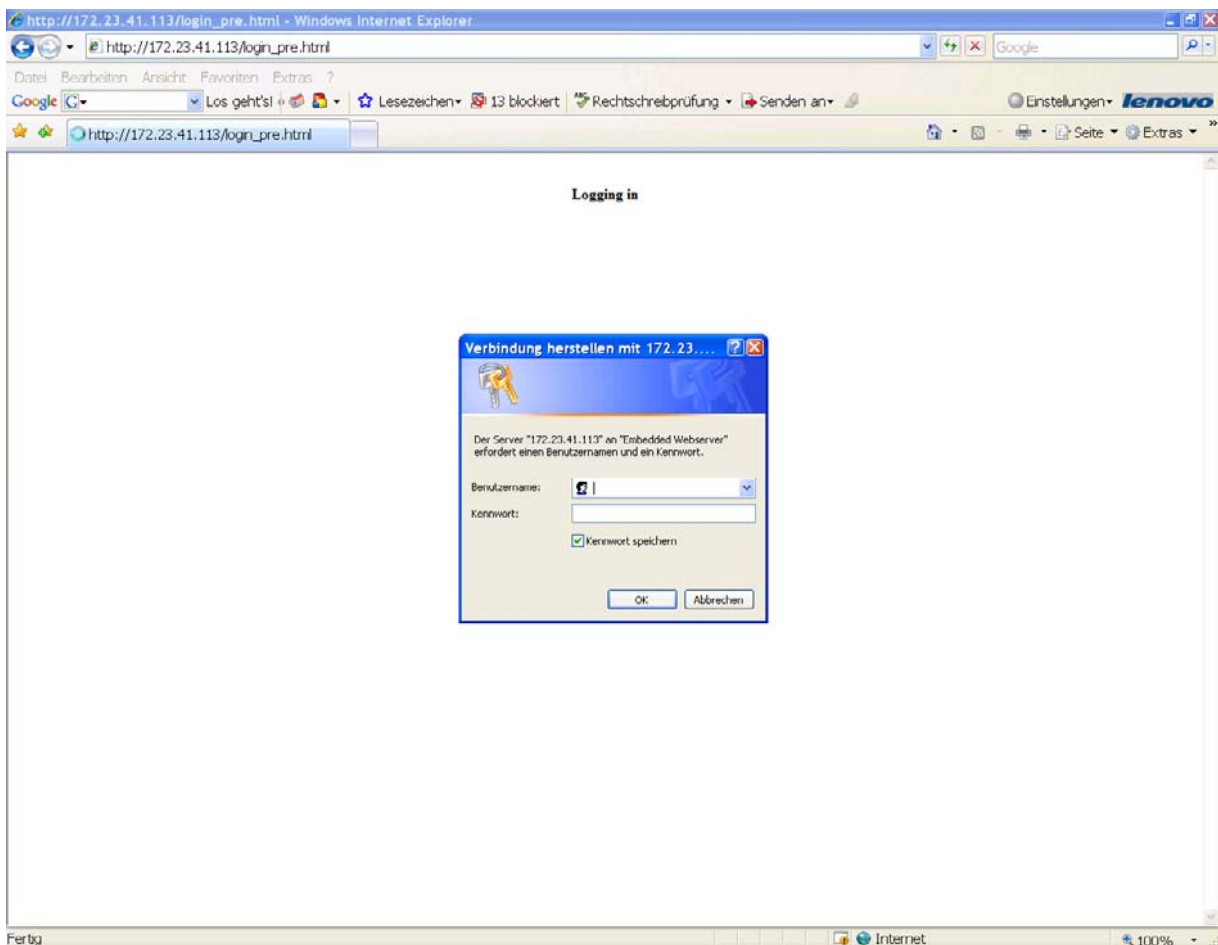 http://172.23.41.113/login_pre.html - Windows Internet Explorer
http://172.23.41.113/login_pre.html
Google
Datei Bearbeiten Ansicht Favoriten Extras ?
Google G Los geht's! Lesezeichen 13 blockiert Rechtschreibprüfung Senden an Einstellungen lenovo
http://172.23.41.113/login_pre.html Seite Extras »
Logging in
Verbindung herstellen mit 172.23....
Der Server "172.23.41.113" an "Embedded Webserver"
erfordert einen Benutzernamen und ein Kennwort.
Benutzername:
Kennwort:
Kennwort speichern
OK Abbrechen
Fertig Internet 100%